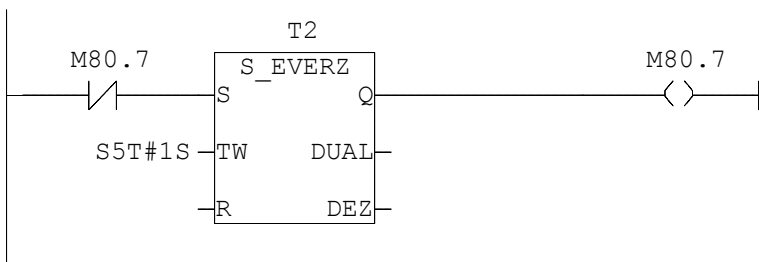 T2
M80.7
S_EVERZ
M80.7
S
Q
S5T#1S
TW
DUAL
R
DEZ